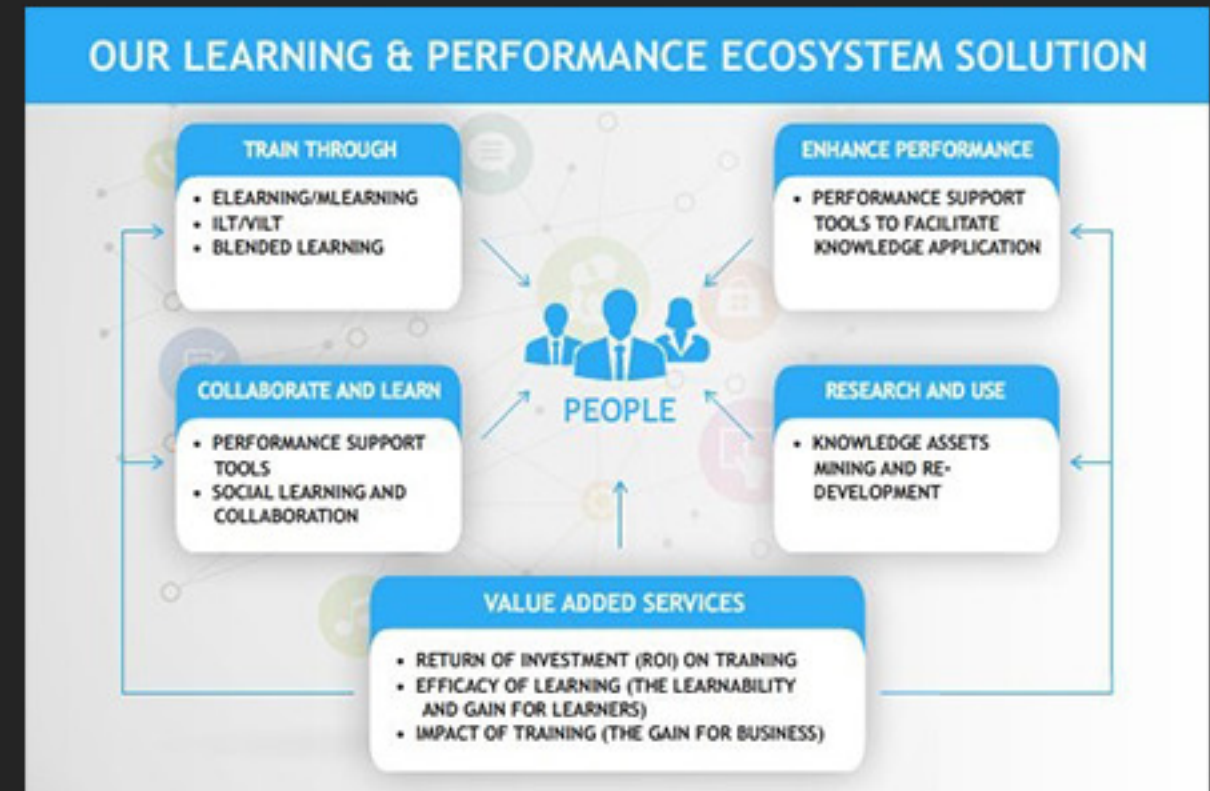 OUR LEARNING & PERFORMANCE ECOSYSTEM SOLUTION
TRAIN THROUGH
• ELEARNING/MLEARNING
• ILT/VILT
• BLENDED LEARNING
ENHANCE PERFORMANCE
• PERFORMANCE SUPPORT
TOOLS TO FACILITATE
KNOWLEDGE APPLICATION
PEOPLE
COLLABORATE AND LEARN
• PERFORMANCE SUPPORT
TOOLS
• SOCIAL LEARNING AND
COLLABORATION
RESEARCH AND USE
• KNOWLEDGE ASSETS
MINING AND RE-
DEVELOPMENT
VALUE ADDED SERVICES
• RETURN OF INVESTMENT (ROI) ON TRAINING
• EFFICACY OF LEARNING (THE LEARNABILITY
AND GAIN FOR LEARNERS)
• IMPACT OF TRAINING (THE GAIN FOR BUSINESS)